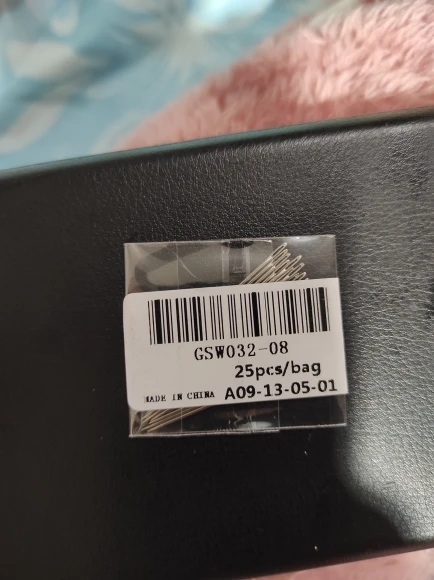 GSW032-08
25pcs/bag
MADE IN CHINA A09-13-05-01